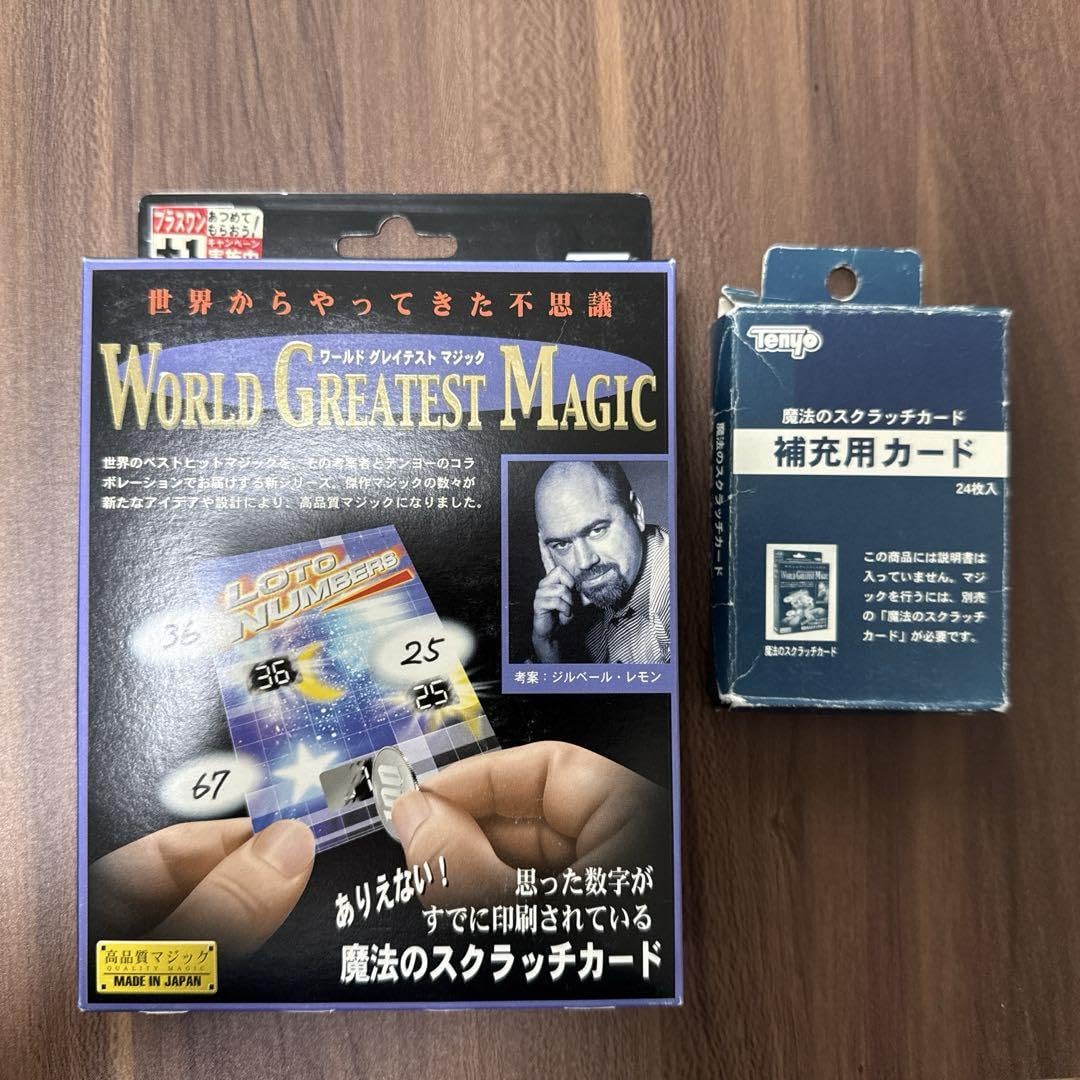 プラスワン
あつめて
もらおう!
キャンペーン
+1
実施中
世界からやってきた不思議
ワールド グレイテスト マジック
WORLD GREATEST MAGIC
世界のベストヒットマジックを、その考案者とテンヨーのコラ
ボレーションでお届けする新シリーズ。傑作マジックの数々が
新たなアイデアや設計により、高品質マジックになりました。
LOTO
NUMBERS
36
25
36
25
67
考案:ジルベール・レモン
ありえない!
思った数字が
すでに印刷されている
魔法のスクラッチカード
高品質マジック
QUALITY MAGIC
MADE IN JAPAN
Tenyo
魔法のスクラッチカード
補充用カード
24枚入
魔法のスクラッチカード
この商品には説明書は
入っていません。マジ
ックを行うには、別売
の「魔法のスクラッチ
カード」が必要です。
WORLD GREATEST MAGIC
魔法のスクラッチカード